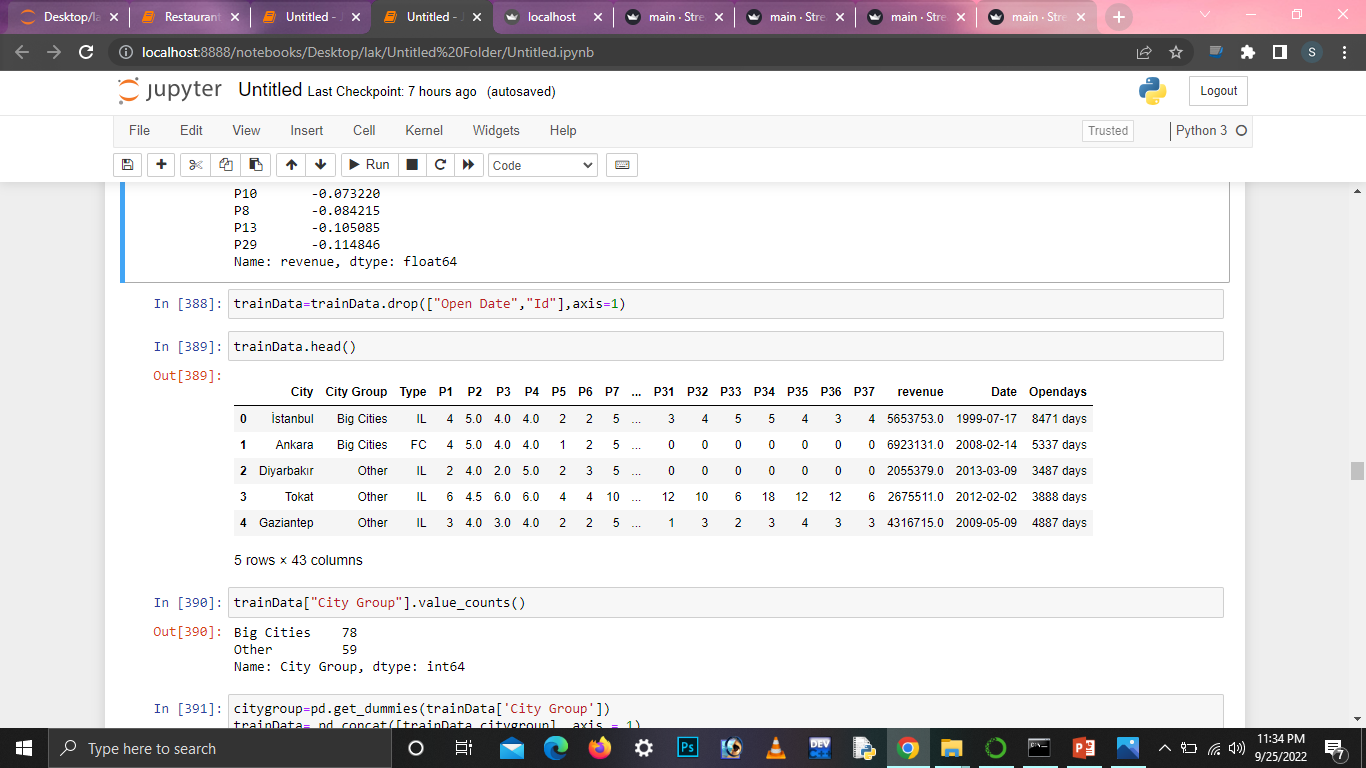 Desktop/la
Restaurant
Untitled - J
Untitled - J
localhost
main · Stre
main · Stre
main · Stre
main · Stre
localhost:8888/notebooks/Desktop/lak/Untitled%20Folder/Untitled.ipynb
S
jupyter Untitled Last Checkpoint: 7 hours ago (autosaved)
Logout
File Edit View Insert Cell Kernel Widgets Help
Trusted
Python 3
Run
Code
P10 -0.073220
P8 -0.084215
P13 -0.105085
P29 -0.114846
Name: revenue, dtype: float64
In [388]: trainData=trainData.drop(["Open Date","Id"],axis=1)
In [389]: trainData.head()
Out[389]:
City City Group Type P1 P2 P3 P4 P5 P6 P7 ... P31 P32 P33 P34 P35 P36 P37 revenue Date Opendays
0 İstanbul Big Cities IL 4 5.0 4.0 4.0 2 2 5 ... 3 4 5 5 4 3 4 5653753.0 1999-07-17 8471 days
1 Ankara Big Cities FC 4 5.0 4.0 4.0 1 2 5 ... 0 0 0 0 0 0 0 6923131.0 2008-02-14 5337 days
2 Diyarbakır Other IL 2 4.0 2.0 5.0 2 3 5 ... 0 0 0 0 0 0 0 2055379.0 2013-03-09 3487 days
3 Tokat Other IL 6 4.5 6.0 6.0 4 4 10 ... 12 10 6 18 12 12 6 2675511.0 2012-02-02 3888 days
4 Gaziantep Other IL 3 4.0 3.0 4.0 2 2 5 ... 1 3 2 3 4 3 3 4316715.0 2009-05-09 4887 days
5 rows × 43 columns
In [390]: trainData["City Group"].value_counts()
Out[390]: Big Cities 78
Other 59
Name: City Group, dtype: int64
In [391]: citygroup=pd.get_dummies(trainData['City Group'])
trainData= pd.concat([trainData,citygroup], axis = 1)
Type here to search
Ps
DEV
11:34 PM
9/25/2022
7